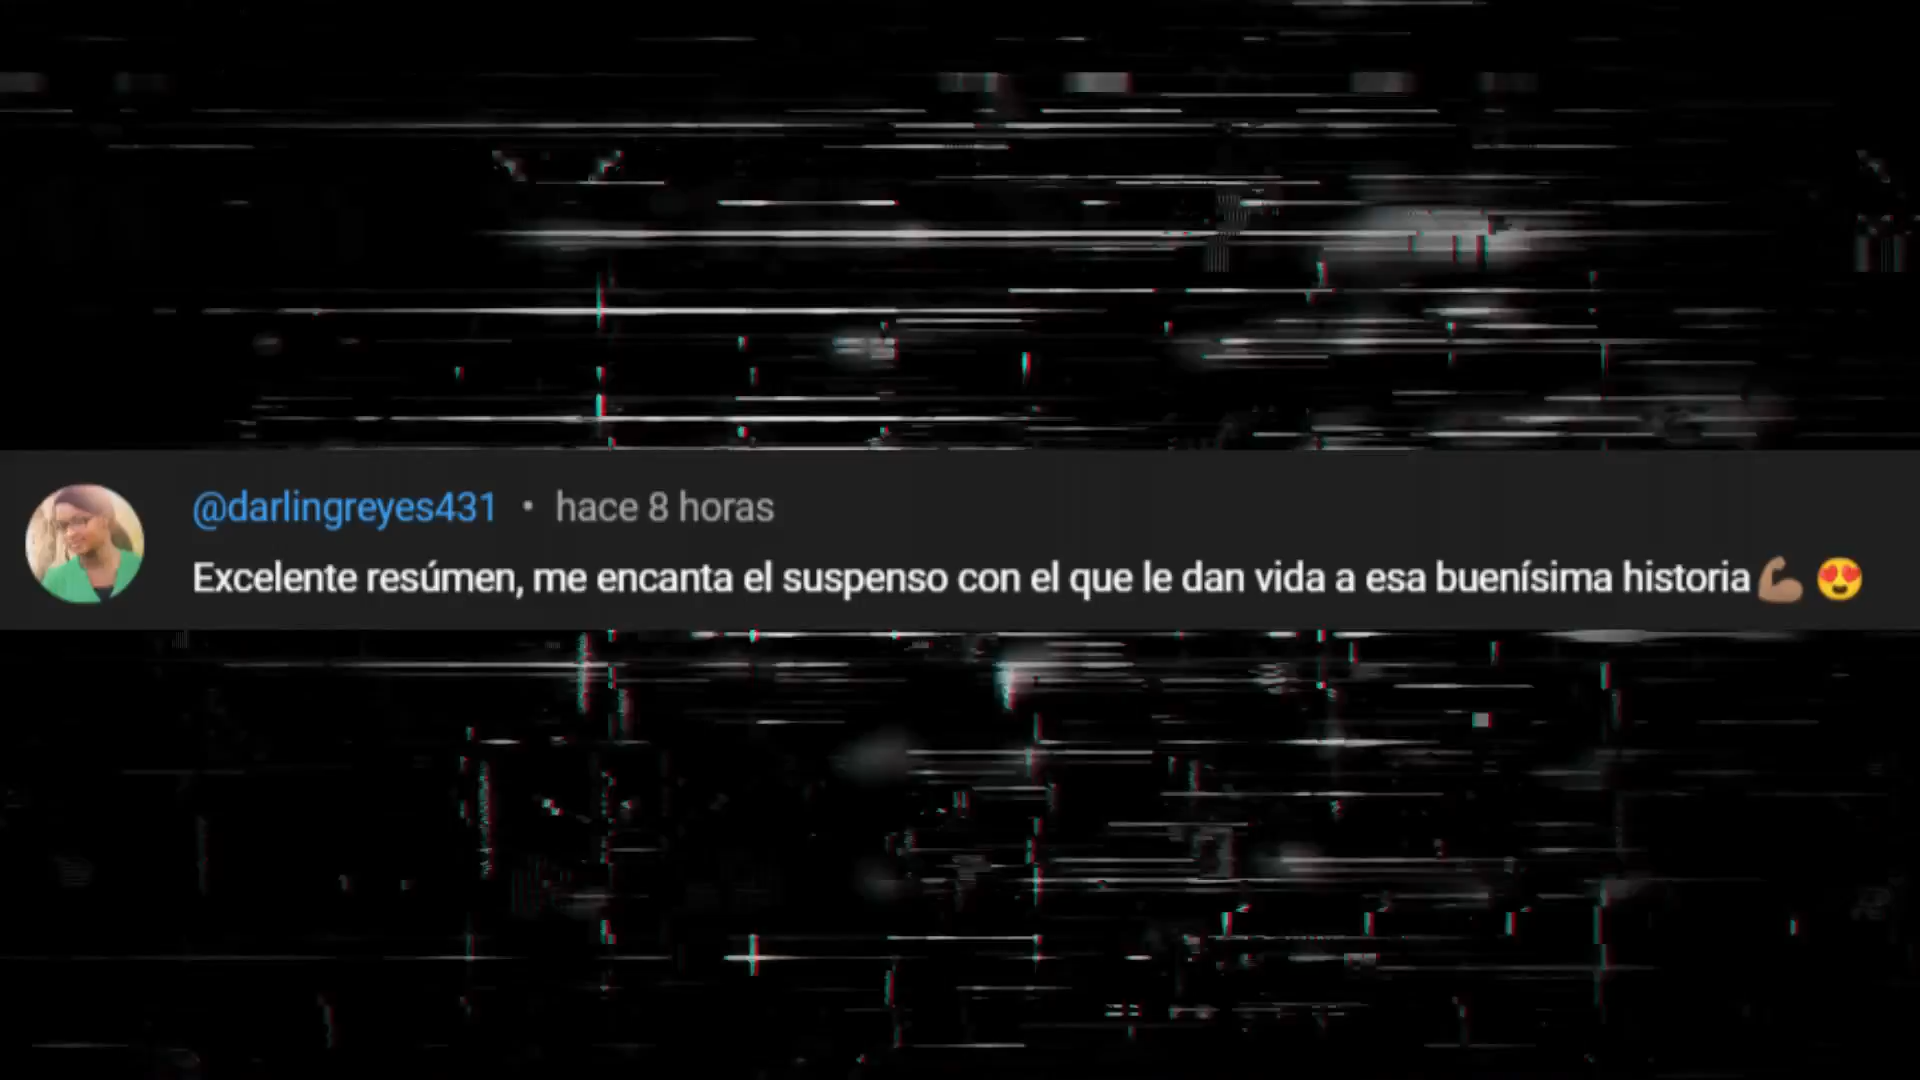 @darlingreyes431 • hace 8 horas
Excelente resúmen, me encanta el suspenso con el que le dan vida a esa buenísima historia💪🏽😍